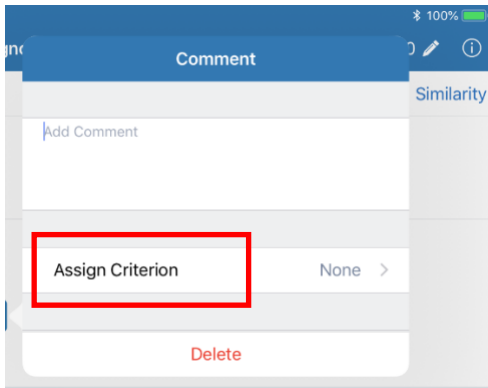 100%
Comment
Similarity
Add Comment
Assign Criterion None >
Delete